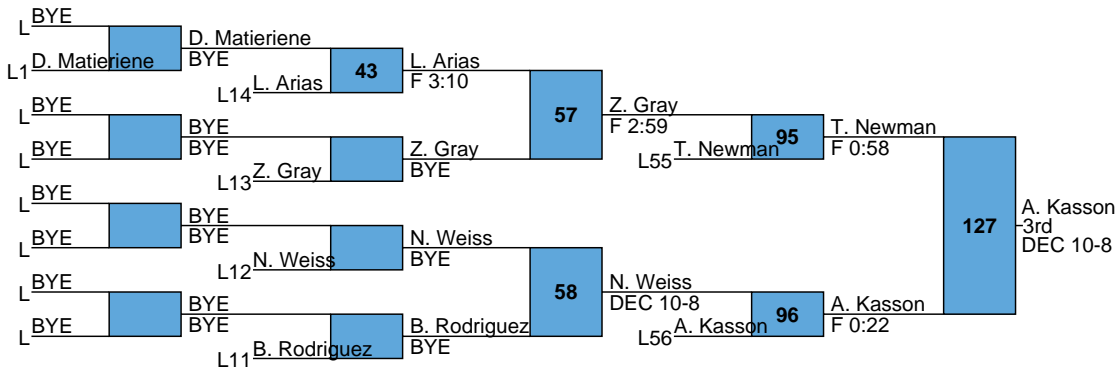 BYE
L
D. Matieriene
L1
D. Matieriene
BYE
43
L. Arias
L14
L. Arias
F 3:10
BYE
L
BYE
L
BYE
BYE
Z. Gray
L13
Z. Gray
BYE
57
Z. Gray
F 2:59
T. Newman
L55
95
T. Newman
F 0:58
BYE
L
BYE
L
BYE
BYE
N. Weiss
L12
N. Weiss
BYE
BYE
L
BYE
L
BYE
BYE
B. Rodriguez
L11
B. Rodriguez
BYE
58
N. Weiss
DEC 10-8
A. Kasson
L56
96
A. Kasson
F 0:22
127
A. Kasson
3rd
DEC 10-8